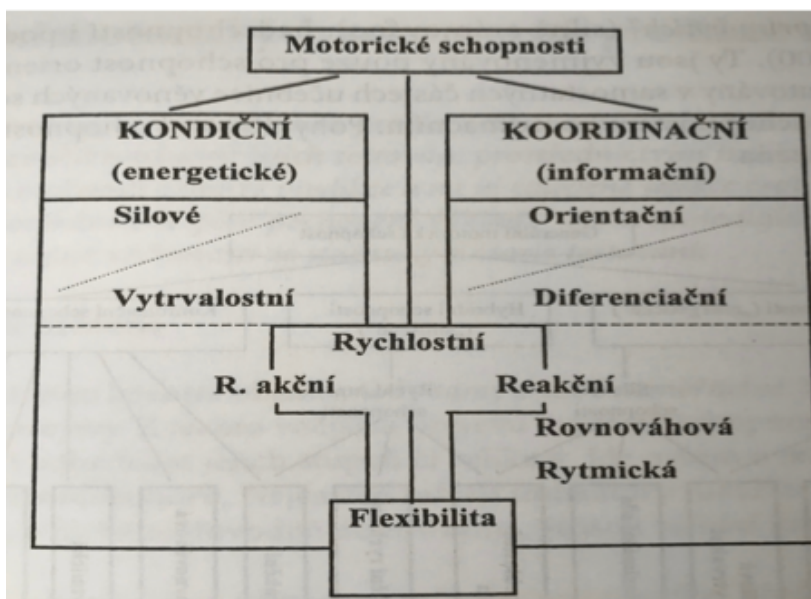 Motorické schopnosti
KONDIČNÍ
(energetické)
KOORDINAČNÍ
(informační)
Silové
Orientační
Vytrvalostní
Diferenciační
Rychlostní
R. akční
Reakční
Rovnováhová
Rytmická
Flexibilita